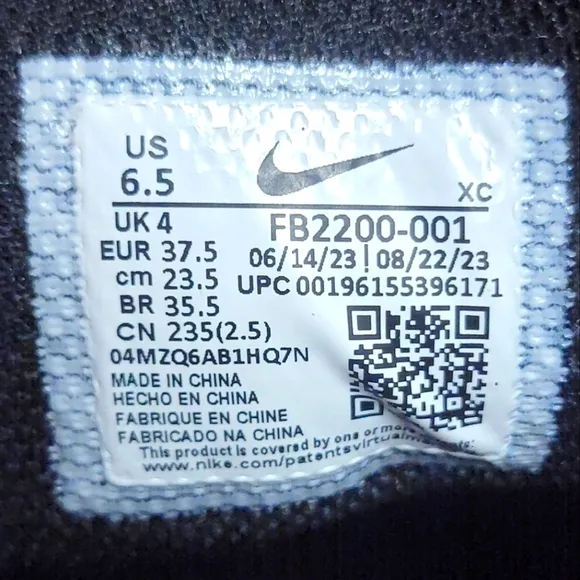 US
6.5
XC
UK 4
FB2200-001
EUR 37.5
06/14/23 | 08/22/23
cm 23.5
UPC 00196155396171
BR 35.5
CN 235(2.5)
04MZQ6AB1HQ7N
MADE IN CHINA
HECHO EN CHINA
FABRIQUE EN CHINE
FABRICADO NA CHINA
This product is covered by one or more
www.nike.com/patentsvirtual